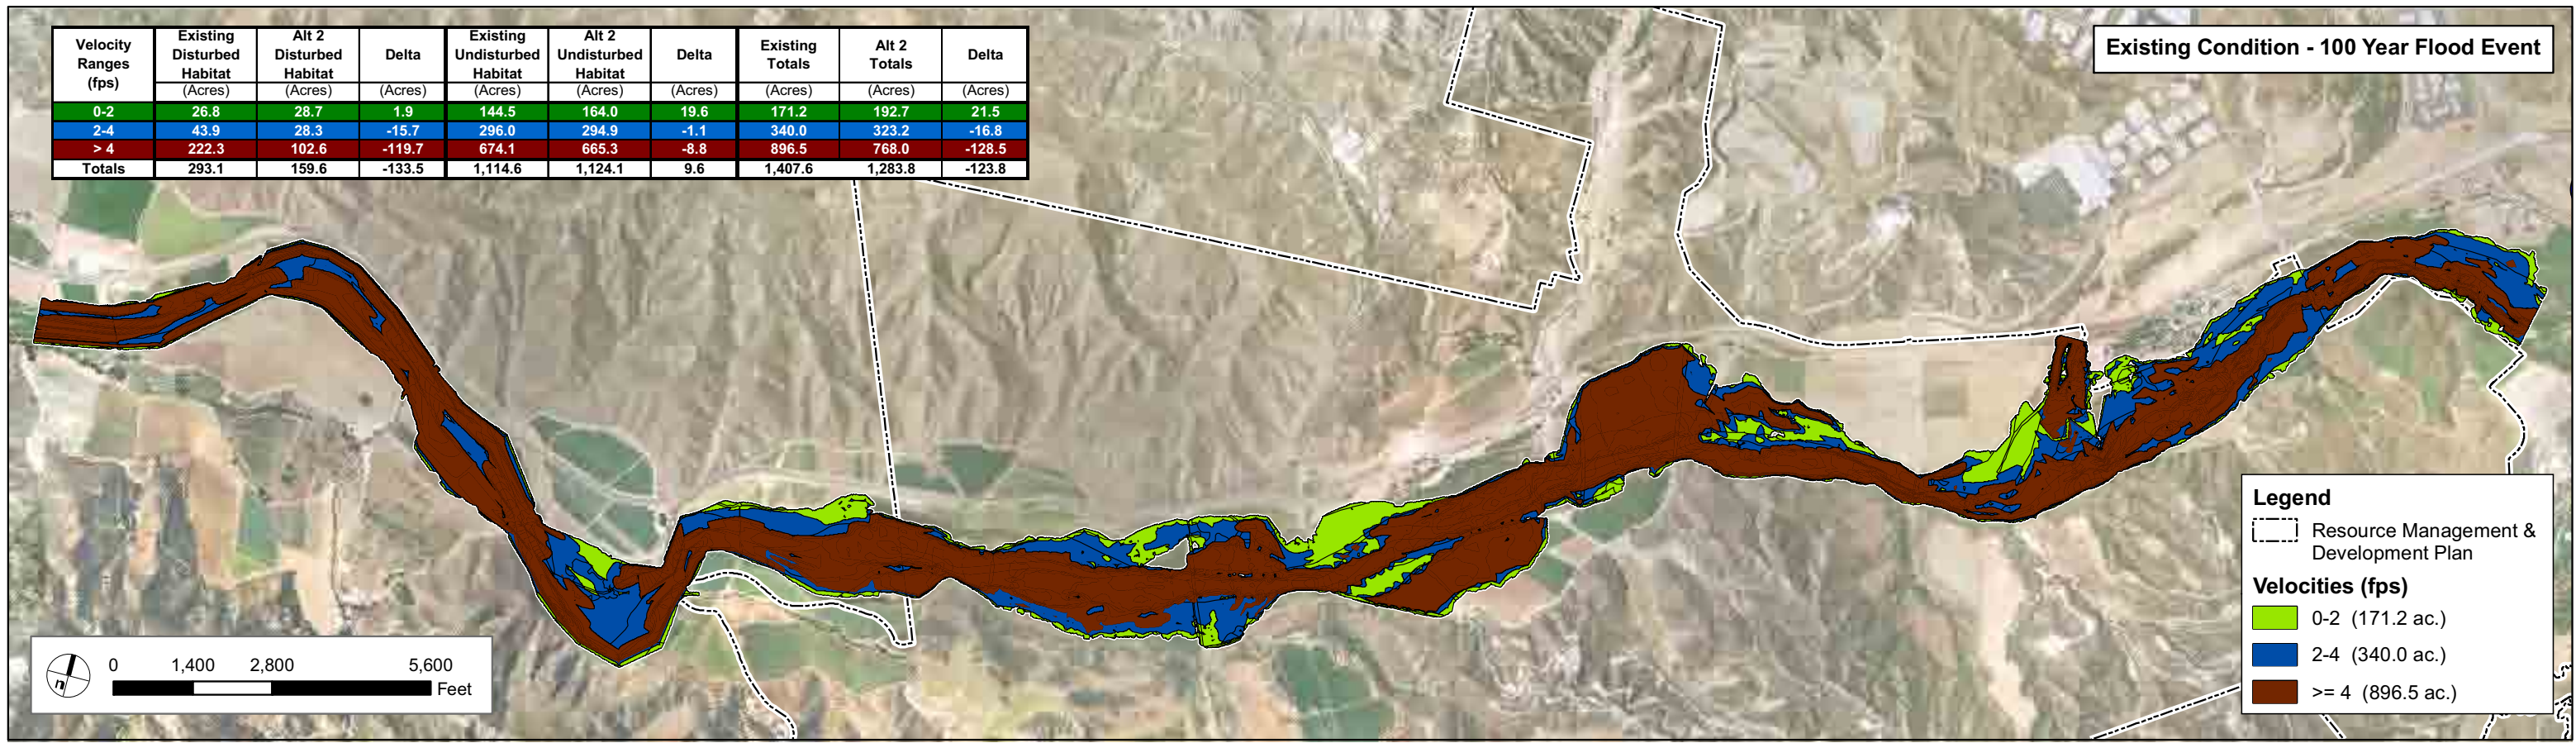 Existing Condition - 100 Year Flood Event
Velocity Ranges (fps) | Existing Disturbed Habitat | Alt 2 Disturbed Habitat | Delta | Existing Undisturbed Habitat | Alt 2 Undisturbed Habitat | Delta | Existing Totals | Alt 2 Totals | Delta
(Acres) | (Acres) | (Acres) | (Acres) | (Acres) | (Acres) | (Acres) | (Acres) | (Acres)
0-2 | 26.8 | 28.7 | 1.9 | 144.5 | 164.0 | 19.6 | 171.2 | 192.7 | 21.5
2-4 | 43.9 | 28.3 | -15.7 | 296.0 | 294.9 | -1.1 | 340.0 | 323.2 | -16.8
> 4 | 222.3 | 102.6 | -119.7 | 674.1 | 665.3 | -8.8 | 896.5 | 768.0 | -128.5
Totals | 293.1 | 159.6 | -133.5 | 1,114.6 | 1,124.1 | 9.6 | 1,407.6 | 1,283.8 | -123.8
n
0 1,400 2,800 5,600
Feet
Legend
Resource Management &
Development Plan
Velocities (fps)
0-2 (171.2 ac.)
2-4 (340.0 ac.)
>= 4 (896.5 ac.)